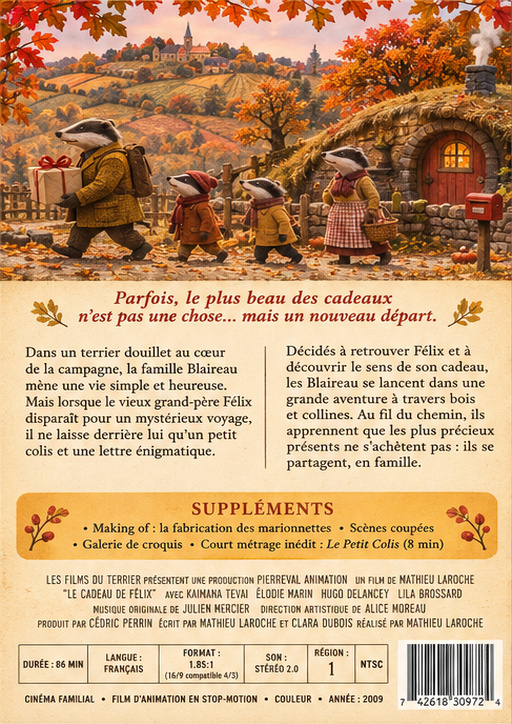 Parfois, le plus beau des cadeaux
n'est pas une chose... mais un nouveau départ.
Dans un terrier douillet au cœur
de la campagne, la famille Blaireau
mène une vie simple et heureuse.
Mais lorsque le vieux grand-père Félix
disparaît pour un mystérieux voyage,
il ne laisse derrière lui qu'un petit
colis et une lettre énigmatique.
Décidés à retrouver Félix et à
découvrir le sens de son cadeau,
les Blaireau se lancent dans une
grande aventure à travers bois
et collines. Au fil du chemin, ils
apprennent que les plus précieux
présents ne s'achètent pas : ils se
partagent, en famille.
SUPPLÉMENTS
• Making of : la fabrication des marionnettes • Scènes coupées
• Galerie de croquis • Court métrage inédit : Le Petit Colis (8 min)
LES FILMS DU TERRIER PRÉSENTENT UNE PRODUCTION PIERREVAL ANIMATION UN FILM DE MATHIEU LAROCHE
"LE CADEAU DE FÉLIX" AVEC KAIMANA TEVAI ÉLODIE MARIN HUGO DELANCEY LILA BROSSARD
MUSIQUE ORIGINALE DE JULIEN MERCIER DIRECTION ARTISTIQUE DE ALICE MOREAU
PRODUIT PAR CÉDRIC PERRIN ÉCRIT PAR MATHIEU LAROCHE ET CLARA DUBOIS RÉALISÉ PAR MATHIEU LAROCHE
DURÉE : 86 MIN
LANGUE :
FRANÇAIS
FORMAT :
1.85:1
(16/9 compatible 4/3)
SON :
STÉRÉO 2.0
RÉGION :
1
NTSC
7 42618 30972 4
CINÉMA FAMILIAL • FILM D'ANIMATION EN STOP-MOTION • COULEUR • ANNÉE : 2009